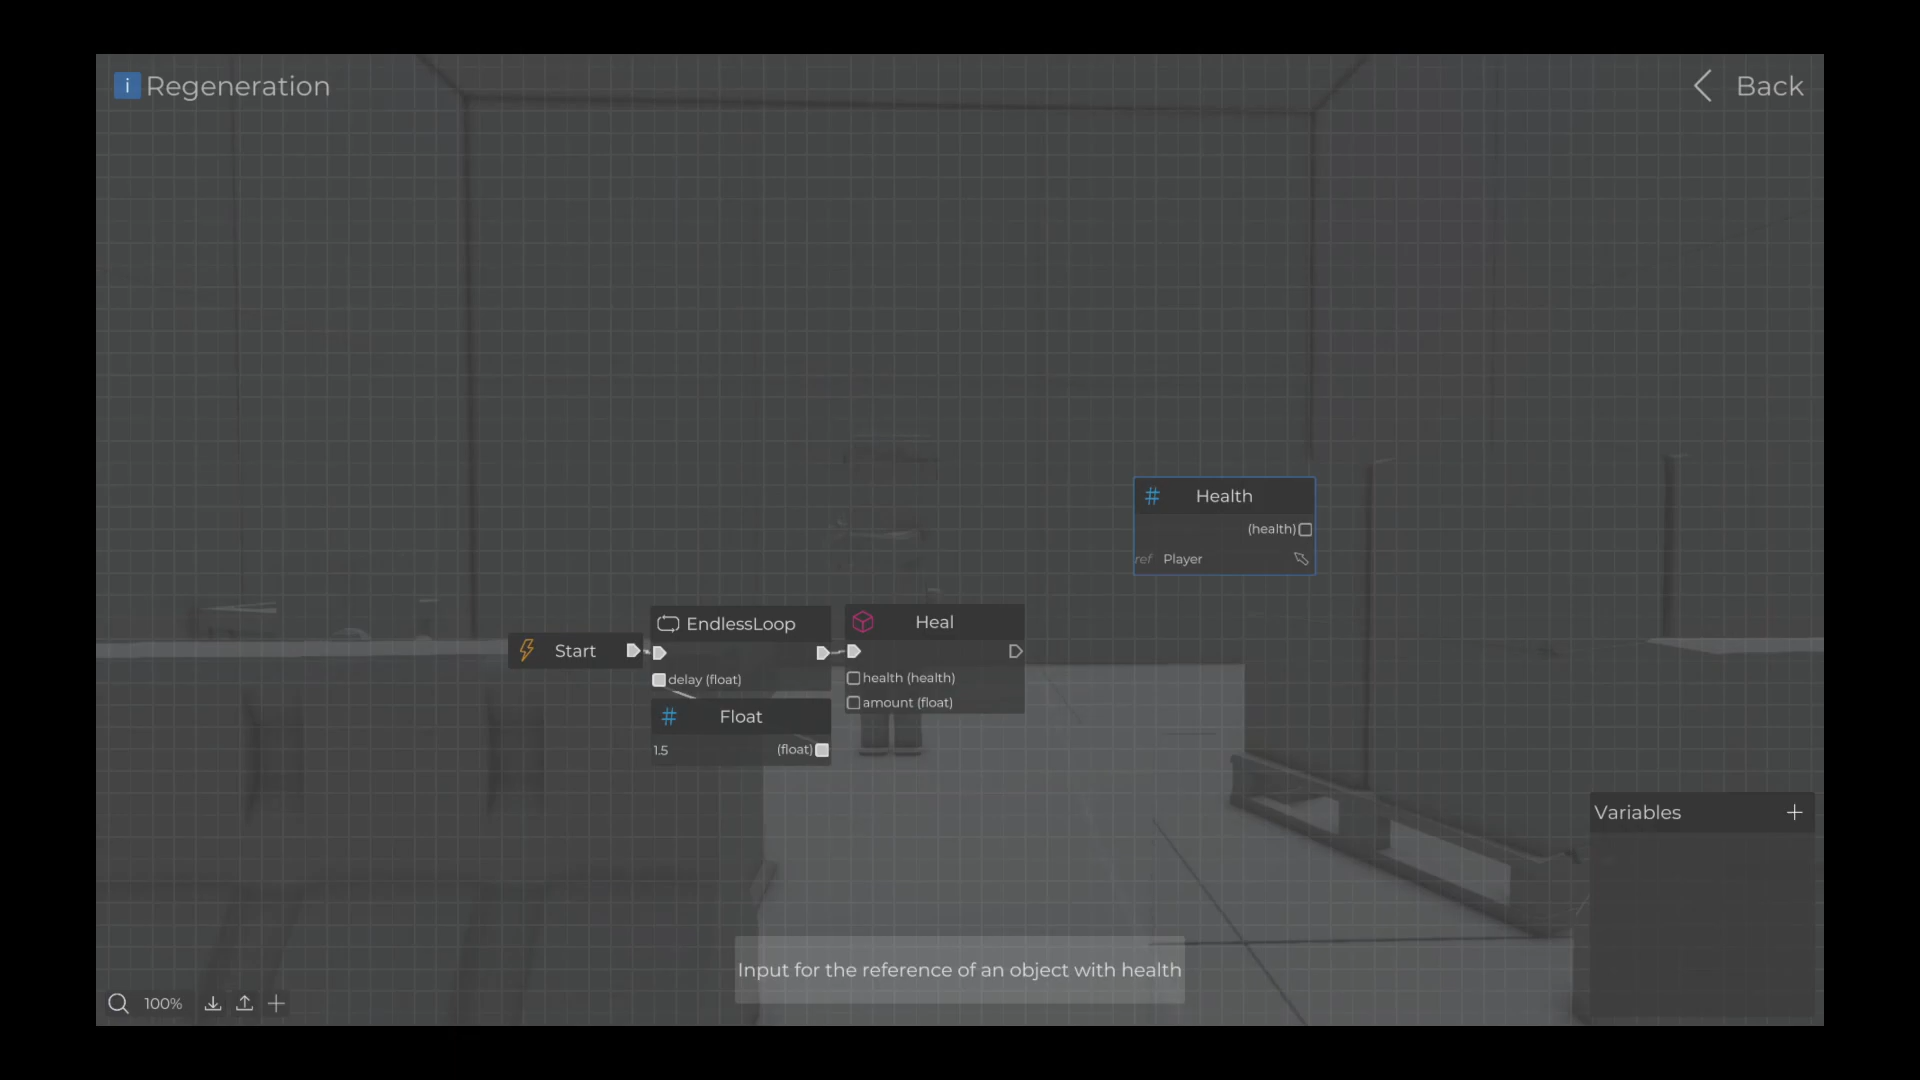 i Regeneration
Back
Health
(health)
ref Player
EndlessLoop
Heal
Start
delay (float)
health (health)
amount (float)
Float
1.5 (float)
Variables +
Input for the reference of an object with health
100%